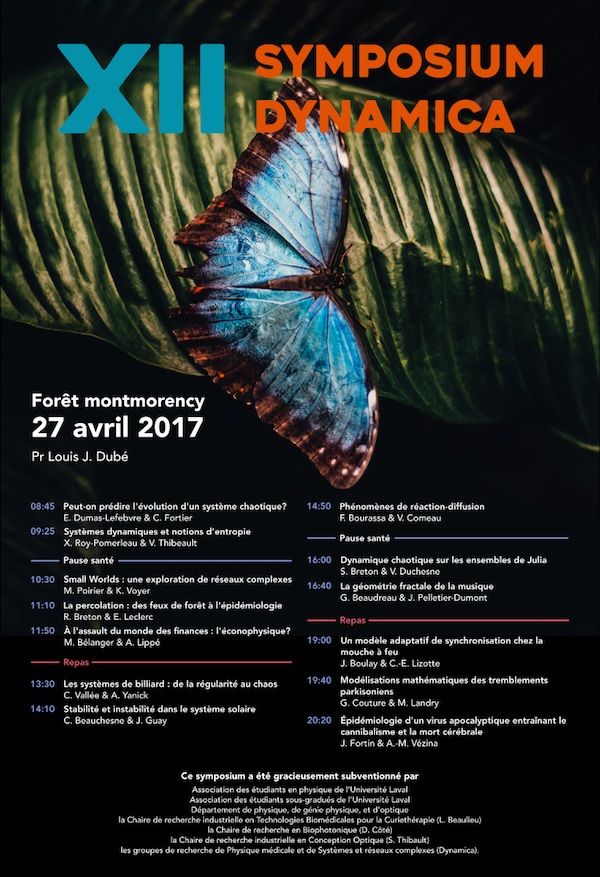 XII
SYMPOSIUM
DYNAMICA
Forêt montmorency
27 avril 2017
Pr Louis J. Dubé
08:45 Peut-on prédire l'évolution d'un système chaotique?
E. Dumas-Lefebvre & C. Fortier
09:25 Systèmes dynamiques et notions d'entropie
X. Roy-Pomerleau & V. Thibeault
Pause santé
10:30 Small Worlds : une exploration de réseaux complexes
M. Poirier & K. Voyer
11:10 La percolation : des feux de forêt à l'épidémiologie
R. Breton & E. Leclerc
11:50 À l'assaut du monde des finances : l'éconophysique?
M. Bélanger & A. Lippé
Repas
13:30 Les systèmes de billiard : de la régularité au chaos
C. Vallée & A. Yanick
14:10 Stabilité et instabilité dans le système solaire
C. Beauchesne & J. Guay
14:50 Phénomènes de réaction-diffusion
F. Bourassa & V. Comeau
Pause santé
16:00 Dynamique chaotique sur les ensembles de Julia
S. Breton & V. Duchesne
16:40 La géométrie fractale de la musique
G. Beaudreau & J. Pelletier-Dumont
Repas
19:00 Un modèle adaptatif de synchronisation chez la
mouche à feu
J. Boulay & C.-E. Lizotte
19:40 Modélisations mathématiques des tremblements
parkisoniens
G. Couture & M. Landry
20:20 Épidémiologie d'un virus apocalyptique entraînant le
cannibalisme et la mort cérébrale
J. Fortin & A.-M. Vézina
Ce symposium a été gracieusement subventionné par
Association des étudiants en physique de l'Université Laval
Association des étudiants sous-gradués de l'Université Laval
Département de physique, de génie physique, et d'optique
la Chaire de recherche industrielle en Technologies Biomédicales pour la Curiethérapie (L. Beaulieu)
la Chaire de recherche en Biophotonique (D. Côté)
la Chaire de recherche industrielle en Conception Optique (S. Thibault)
les groupes de recherche de Physique médicale et de Systèmes et réseaux complexes (Dynamica).